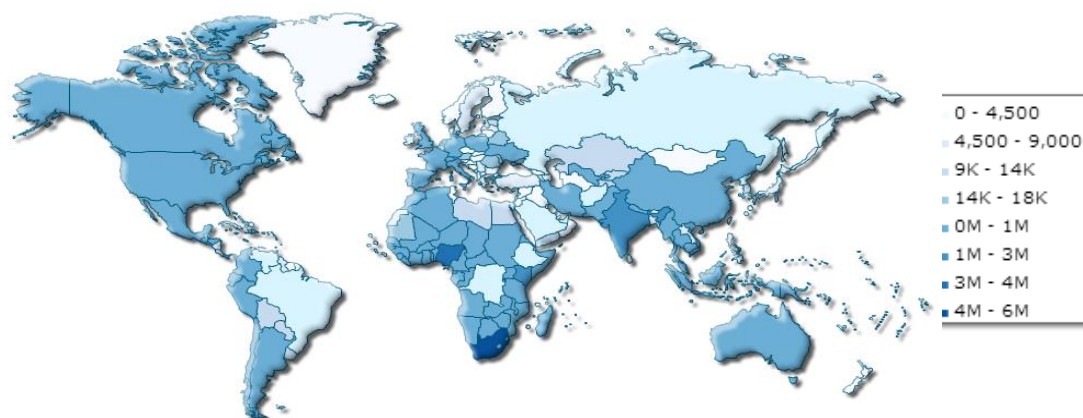 0 - 4,500
4,500 - 9,000
9K - 14K
14K - 18K
0M - 1M
1M - 3M
3M - 4M
4M - 6M